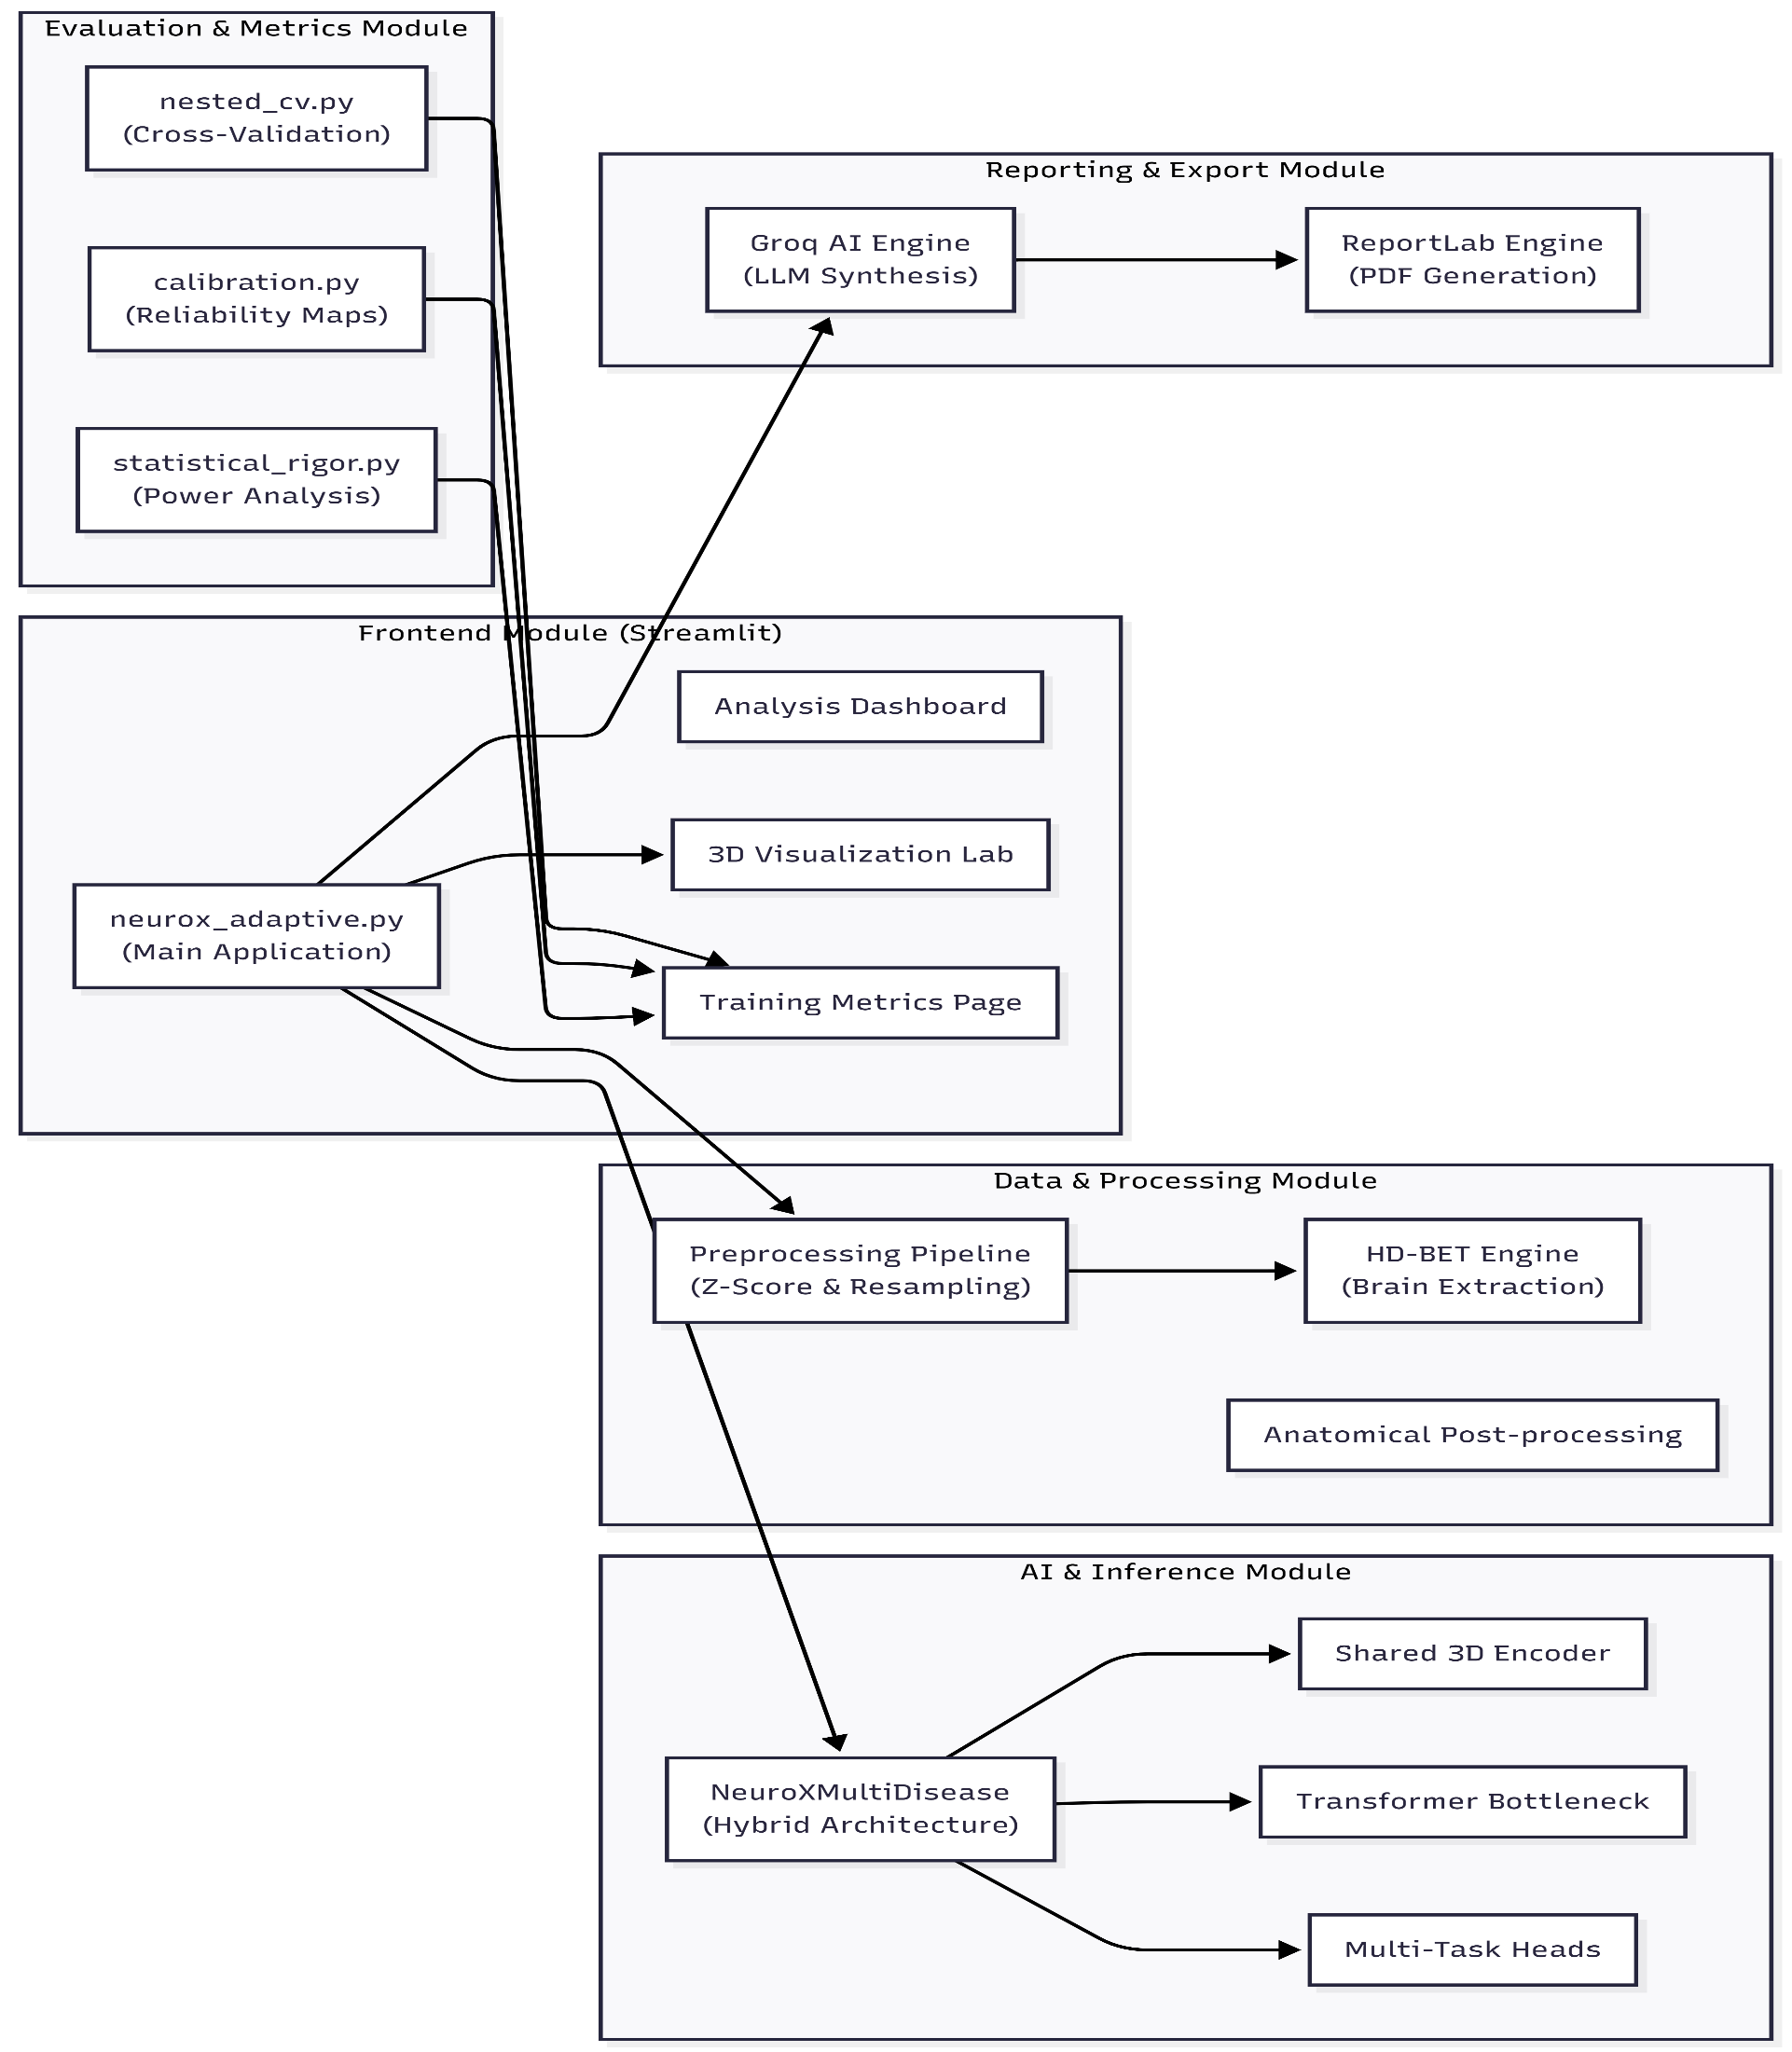 Evaluation & Metrics Module
nested_cv.py
(Cross-Validation)
calibration.py
(Reliability Maps)
statistical_rigor.py
(Power Analysis)
Reporting & Export Module
Groq AI Engine
(LLM Synthesis)
ReportLab Engine
(PDF Generation)
Frontend Module (Streamlit)
Analysis Dashboard
3D Visualization Lab
neurox_adaptive.py
(Main Application)
Training Metrics Page
Data & Processing Module
Preprocessing Pipeline
(Z-Score & Resampling)
HD-BET Engine
(Brain Extraction)
Anatomical Post-processing
AI & Inference Module
Shared 3D Encoder
NeuroXMultiDisease
(Hybrid Architecture)
Transformer Bottleneck
Multi-Task Heads